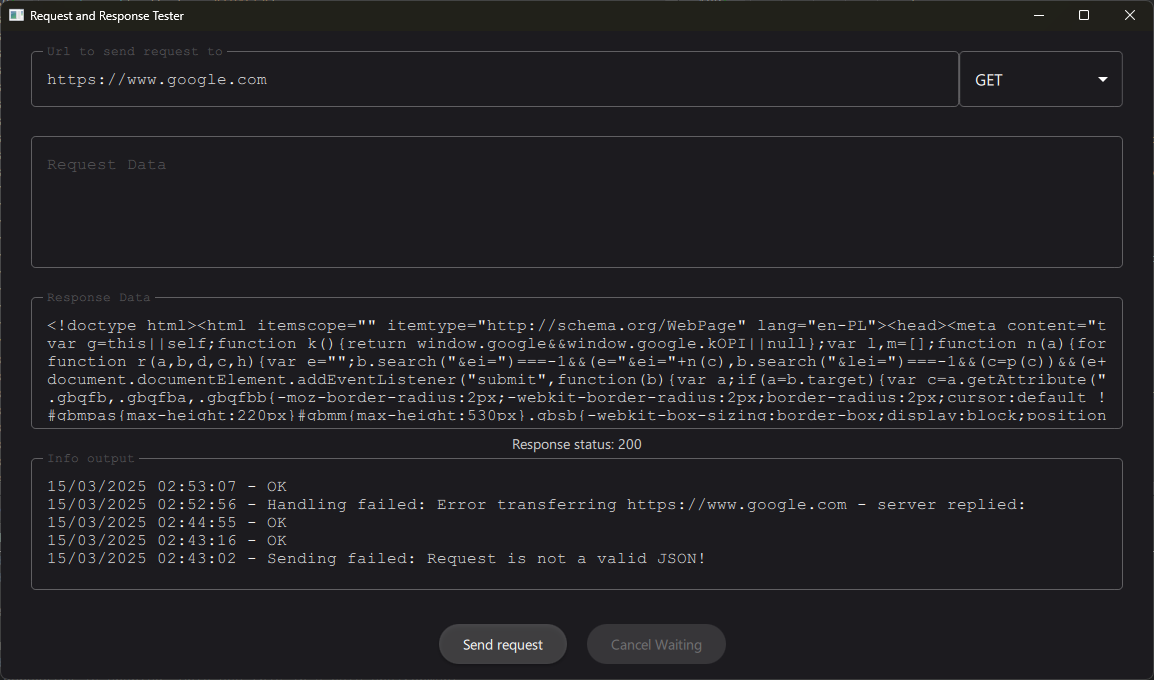 Request and Response Tester
Url to send request to
https://www.google.com
GET
Request Data
Response Data
<!doctype html><html itemscope="" itemtype="http://schema.org/WebPage" lang="en-PL"><head><meta content="t
var g=this||self;function k(){return window.google&&window.google.kOPI||null};var l,m=[];function n(a){for
function r(a,b,d,c,h){var e="";b.search("&ei=")===-1&&(e="&ei="+n(c),b.search("&lei=")===-1&&(c=p(c))&&(e+
document.documentElement.addEventListener("submit",function(b){var a;if(a=b.target){var c=a.getAttribute("
.gbqfb,.gbqfba,.gbqfbb{-moz-border-radius:2px;-webkit-border-radius:2px;border-radius:2px;cursor:default !
#gbmpas{max-height:220px}#gbmm{max-height:530px}.gbsb{-webkit-box-sizing:border-box;display:block;position
Response status: 200
Info output
15/03/2025 02:53:07 - OK
15/03/2025 02:52:56 - Handling failed: Error transferring https://www.google.com - server replied:
15/03/2025 02:44:55 - OK
15/03/2025 02:43:16 - OK
15/03/2025 02:43:02 - Sending failed: Request is not a valid JSON!
Send request
Cancel Waiting